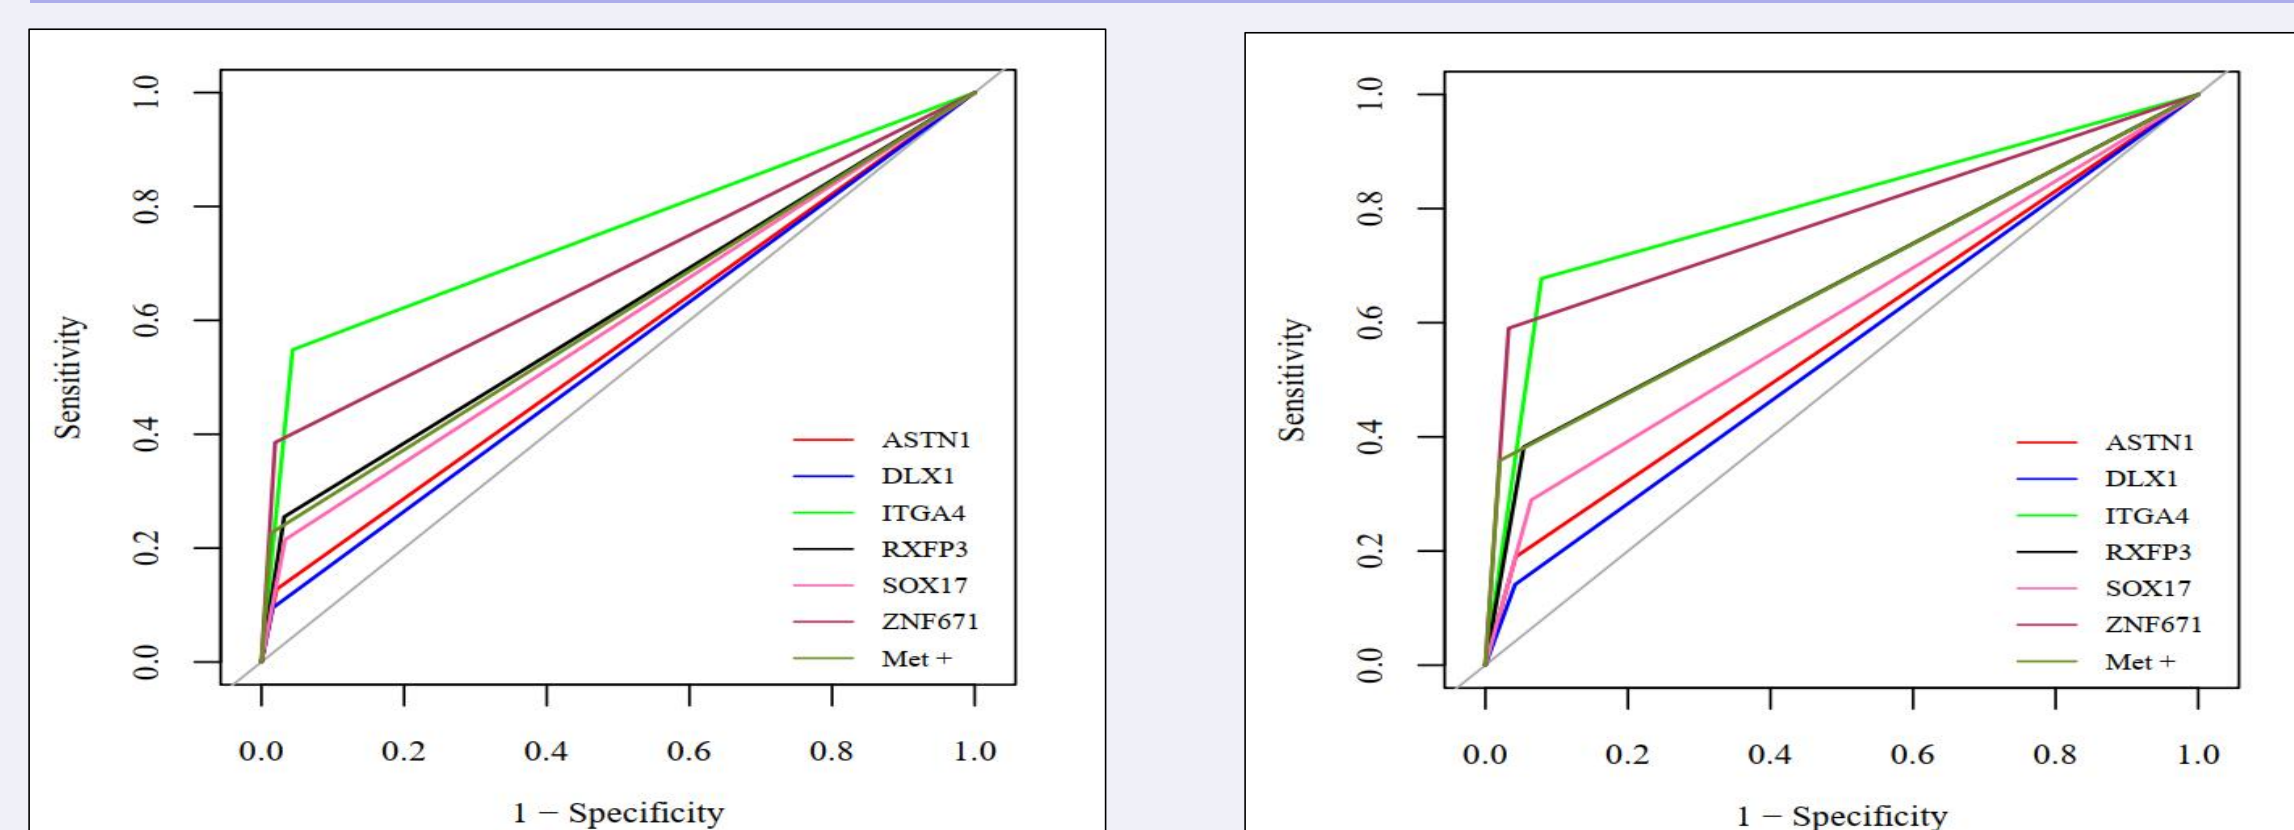 Sensitivity
1.0
0.8
0.6
0.4
0.2
0.0
ASTN1
DLX1
ITGA4
RXFP3
SOX17
ZNF671
Met +
0.0 0.2 0.4 0.6 0.8 1.0
1 − Specificity
Sensitivity
1.0
0.8
0.6
0.4
0.2
0.0
ASTN1
DLX1
ITGA4
RXFP3
SOX17
ZNF671
Met +
0.0 0.2 0.4 0.6 0.8 1.0
1 − Specificity